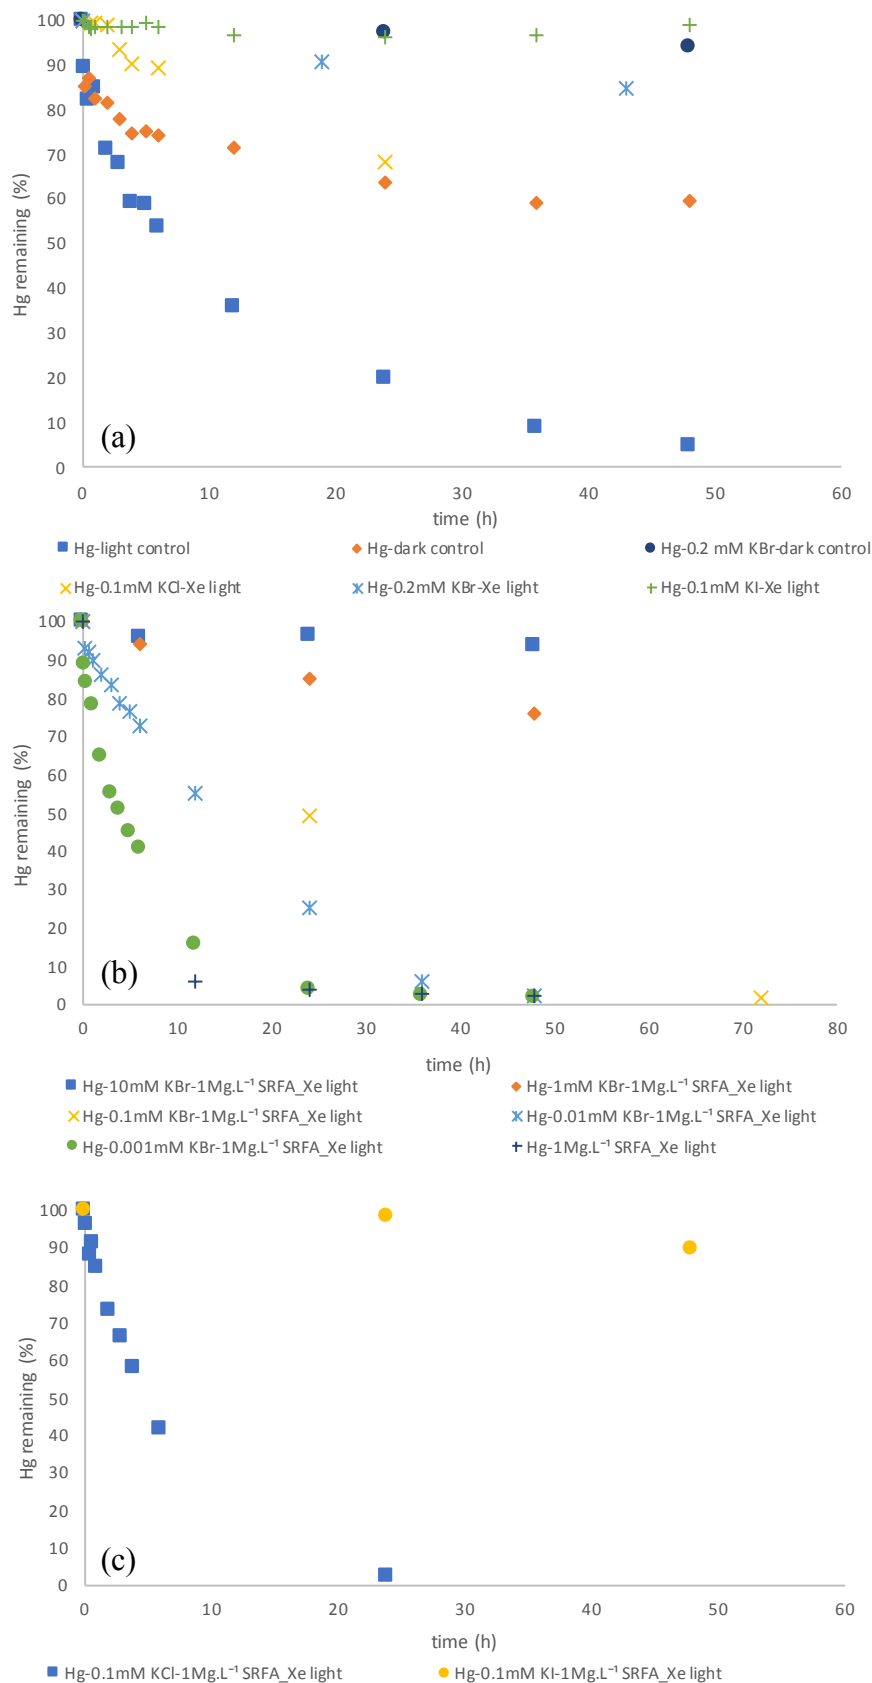 100
90
80
70
60
50
40
30
20
10
0
Hg remaining (%)
(a)
0 10 20 30 40 50 60
time (h)
Hg-light control Hg-dark control Hg-0.2 mM KBr-dark control
Hg-0.1mM KCl-Xe light Hg-0.2mM KBr-Xe light Hg-0.1mM KI-Xe light
100
90
80
70
60
50
40
30
20
10
0
Hg remaining (%)
(b)
0 10 20 30 40 50 60 70 80
time (h)
Hg-10mM KBr-1Mg.L⁻¹ SRFA_Xe light Hg-1mM KBr-1Mg.L⁻¹ SRFA_Xe light
Hg-0.1mM KBr-1Mg.L⁻¹ SRFA_Xe light Hg-0.01mM KBr-1Mg.L⁻¹ SRFA_Xe light
Hg-0.001mM KBr-1Mg.L⁻¹ SRFA_Xe light Hg-1Mg.L⁻¹ SRFA_Xe light
100
90
80
70
60
50
40
30
20
10
0
Hg remaining (%)
(c)
0 10 20 30 40 50 60
time (h)
Hg-0.1mM KCl-1Mg.L⁻¹ SRFA_Xe light Hg-0.1mM KI-1Mg.L⁻¹ SRFA_Xe light